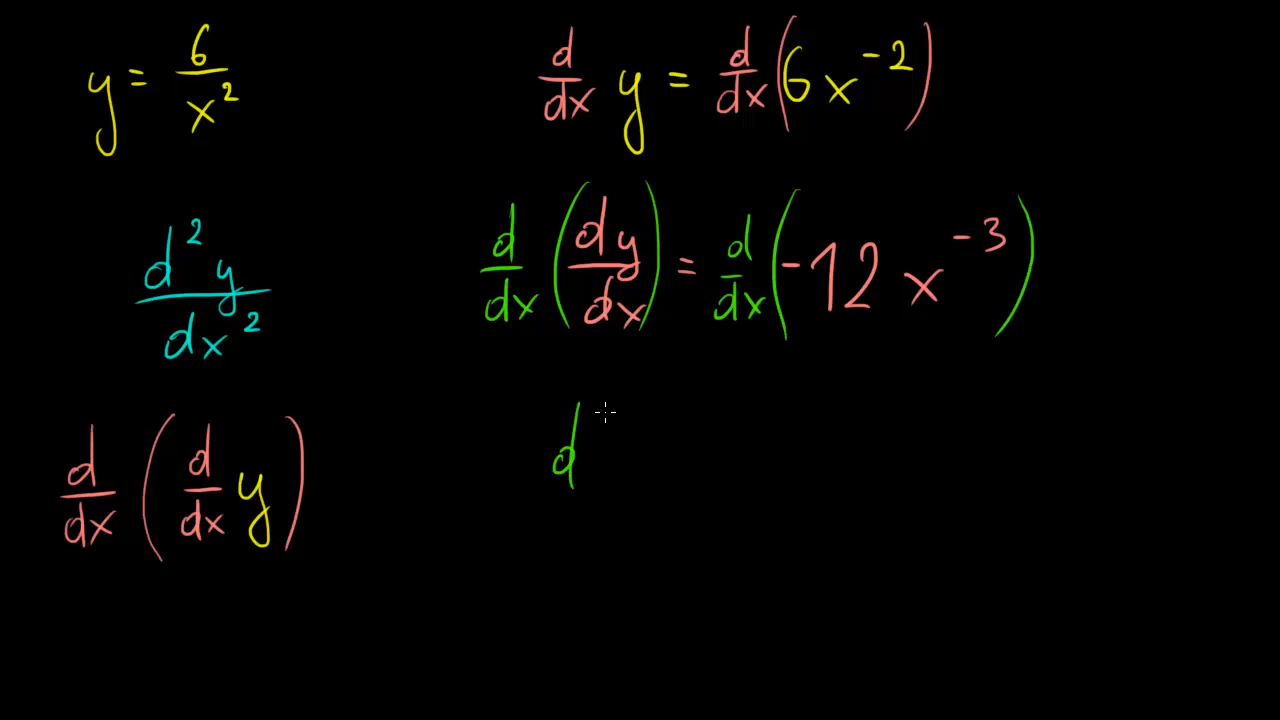 y = 6/x²
d²y/dx²
d/dx (d/dx y)
d/dx y = d/dx (6x⁻²)
d/dx (dy/dx) = d/dx (-12x⁻³)
d